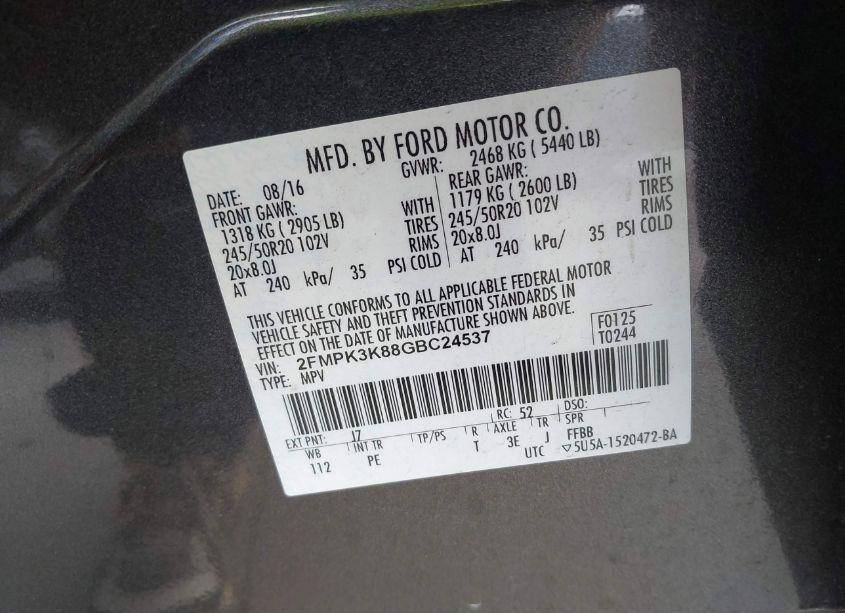 MFD. BY FORD MOTOR CO.
DATE: 08/16 GVWR: 2468 KG ( 5440 LB)
FRONT GAWR: WITH REAR GAWR: WITH
1318 KG ( 2905 LB) TIRES 1179 KG ( 2600 LB) TIRES
245/50R20 102V RIMS 245/50R20 102V RIMS
20x8.0J 20x8.0J
AT 240 kPa/ 35 PSI COLD AT 240 kPa/ 35 PSI COLD
THIS VEHICLE CONFORMS TO ALL APPLICABLE FEDERAL MOTOR
VEHICLE SAFETY AND THEFT PREVENTION STANDARDS IN
EFFECT ON THE DATE OF MANUFACTURE SHOWN ABOVE.
VIN: 2FMPK3K88GBC24537 F0125
TYPE: MPV T0244
EXT PNT: J7 RC: 52 DSO:
WB INT TR TP/PS R AXLE TR SPR
112 PE T 3E J FFBB
UTC ▽5U5A-1520472-BA